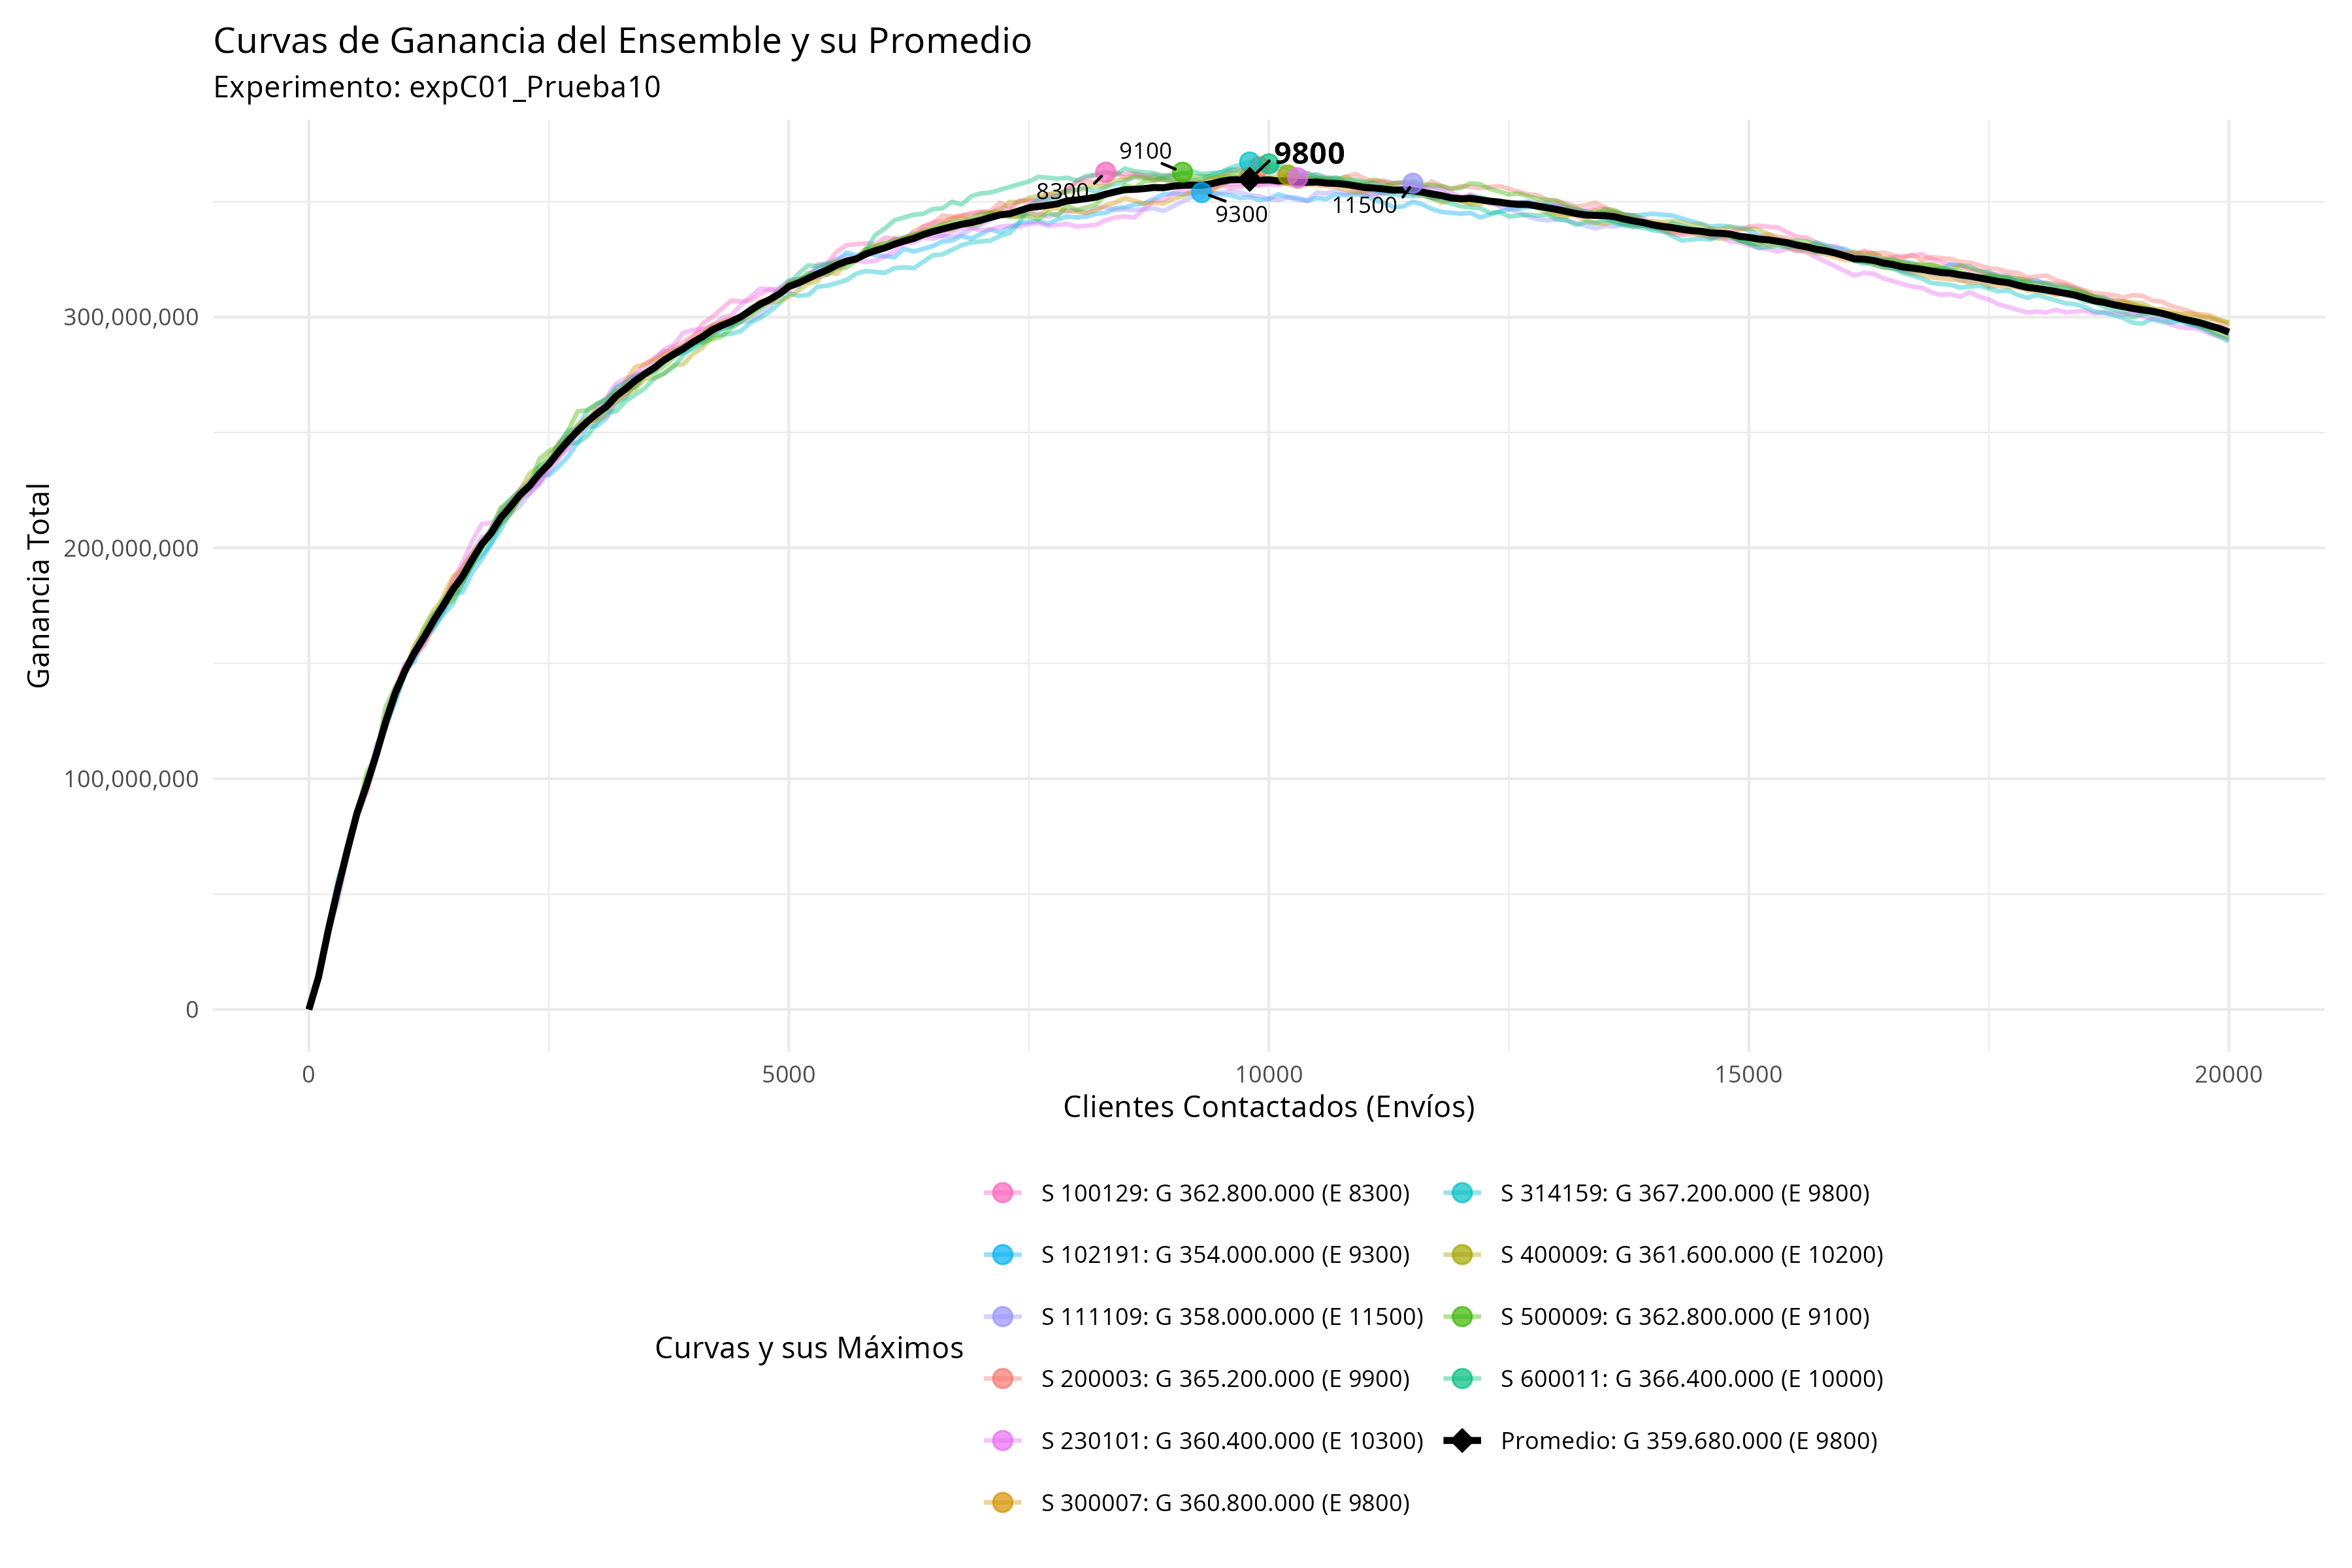 Curvas de Ganancia del Ensemble y su Promedio
Experimento: expC01_Prueba10
9100
9800
8300
9300
11500
Ganancia Total
300,000,000
200,000,000
100,000,000
0
0
5000
10000
15000
20000
Clientes Contactados (Envíos)
Curvas y sus Máximos
S 100129: G 362.800.000 (E 8300)
S 102191: G 354.000.000 (E 9300)
S 111109: G 358.000.000 (E 11500)
S 200003: G 365.200.000 (E 9900)
S 230101: G 360.400.000 (E 10300)
S 300007: G 360.800.000 (E 9800)
S 314159: G 367.200.000 (E 9800)
S 400009: G 361.600.000 (E 10200)
S 500009: G 362.800.000 (E 9100)
S 600011: G 366.400.000 (E 10000)
Promedio: G 359.680.000 (E 9800)